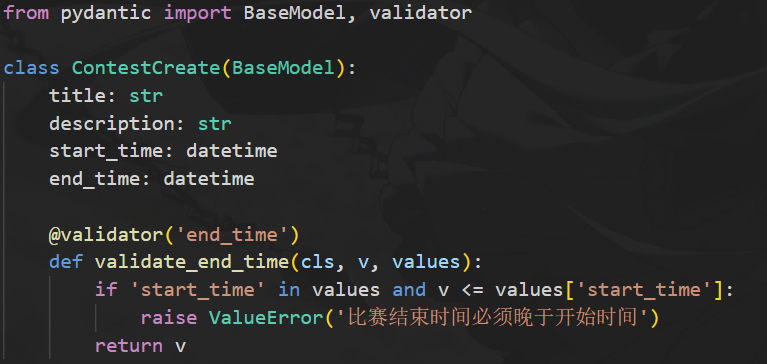 from pydantic import BaseModel, validator
class ContestCreate(BaseModel):
    title: str
    description: str
    start_time: datetime
    end_time: datetime
    @validator('end_time')
    def validate_end_time(cls, v, values):
        if 'start_time' in values and v <= values['start_time']:
            raise ValueError('比赛结束时间必须晚于开始时间')
        return v